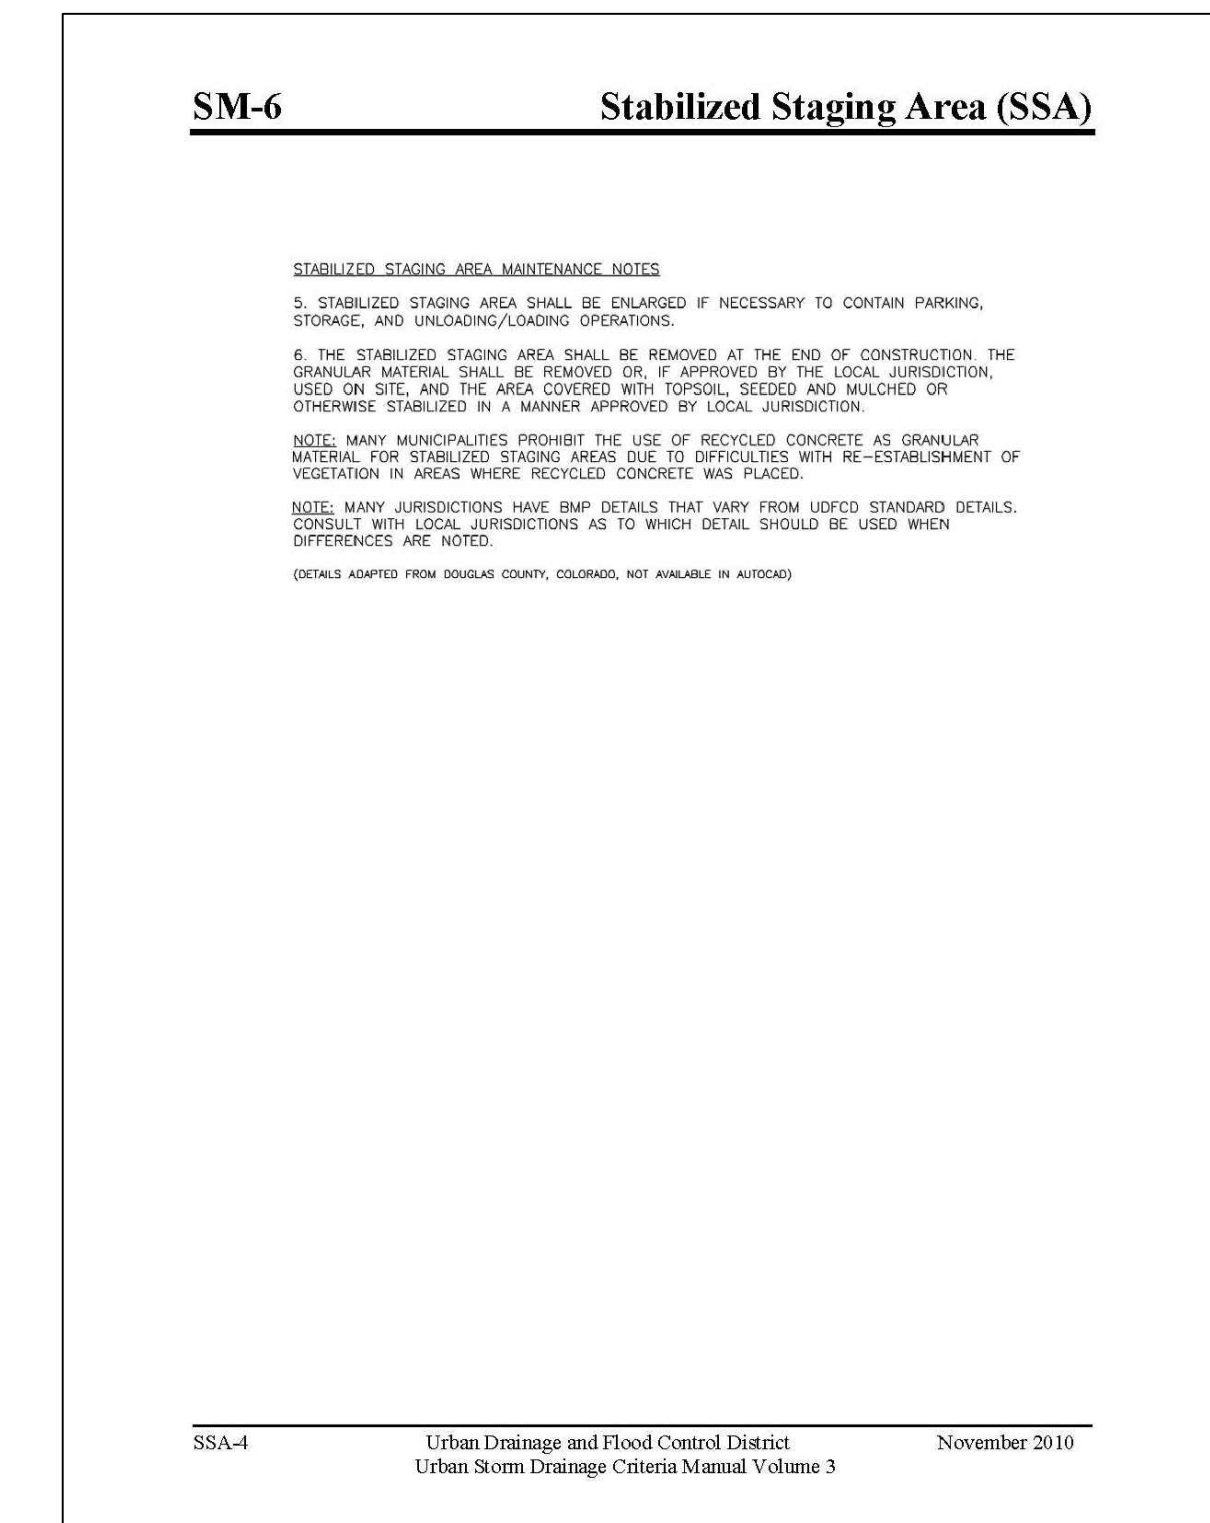 SM-6 Stabilized Staging Area (SSA)
STABILIZED STAGING AREA MAINTENANCE NOTES
5. STABILIZED STAGING AREA SHALL BE ENLARGED IF NECESSARY TO CONTAIN PARKING,
STORAGE, AND UNLOADING/LOADING OPERATIONS.
6. THE STABILIZED STAGING AREA SHALL BE REMOVED AT THE END OF CONSTRUCTION. THE
GRANULAR MATERIAL SHALL BE REMOVED OR, IF APPROVED BY THE LOCAL JURISDICTION,
USED ON SITE, AND THE AREA COVERED WITH TOPSOIL, SEEDED AND MULCHED OR
OTHERWISE STABILIZED IN A MANNER APPROVED BY LOCAL JURISDICTION.
NOTE: MANY MUNICIPALITIES PROHIBIT THE USE OF RECYCLED CONCRETE AS GRANULAR
MATERIAL FOR STABILIZED STAGING AREAS DUE TO DIFFICULTIES WITH RE-ESTABLISHMENT OF
VEGETATION IN AREAS WHERE RECYCLED CONCRETE WAS PLACED.
NOTE: MANY JURISDICTIONS HAVE BMP DETAILS THAT VARY FROM UDFCD STANDARD DETAILS.
CONSULT WITH LOCAL JURISDICTIONS AS TO WHICH DETAIL SHOULD BE USED WHEN
DIFFERENCES ARE NOTED.
(DETAILS ADAPTED FROM DOUGLAS COUNTY, COLORADO, NOT AVAILABLE IN AUTOCAD)
SSA-4 Urban Drainage and Flood Control District November 2010
Urban Storm Drainage Criteria Manual Volume 3